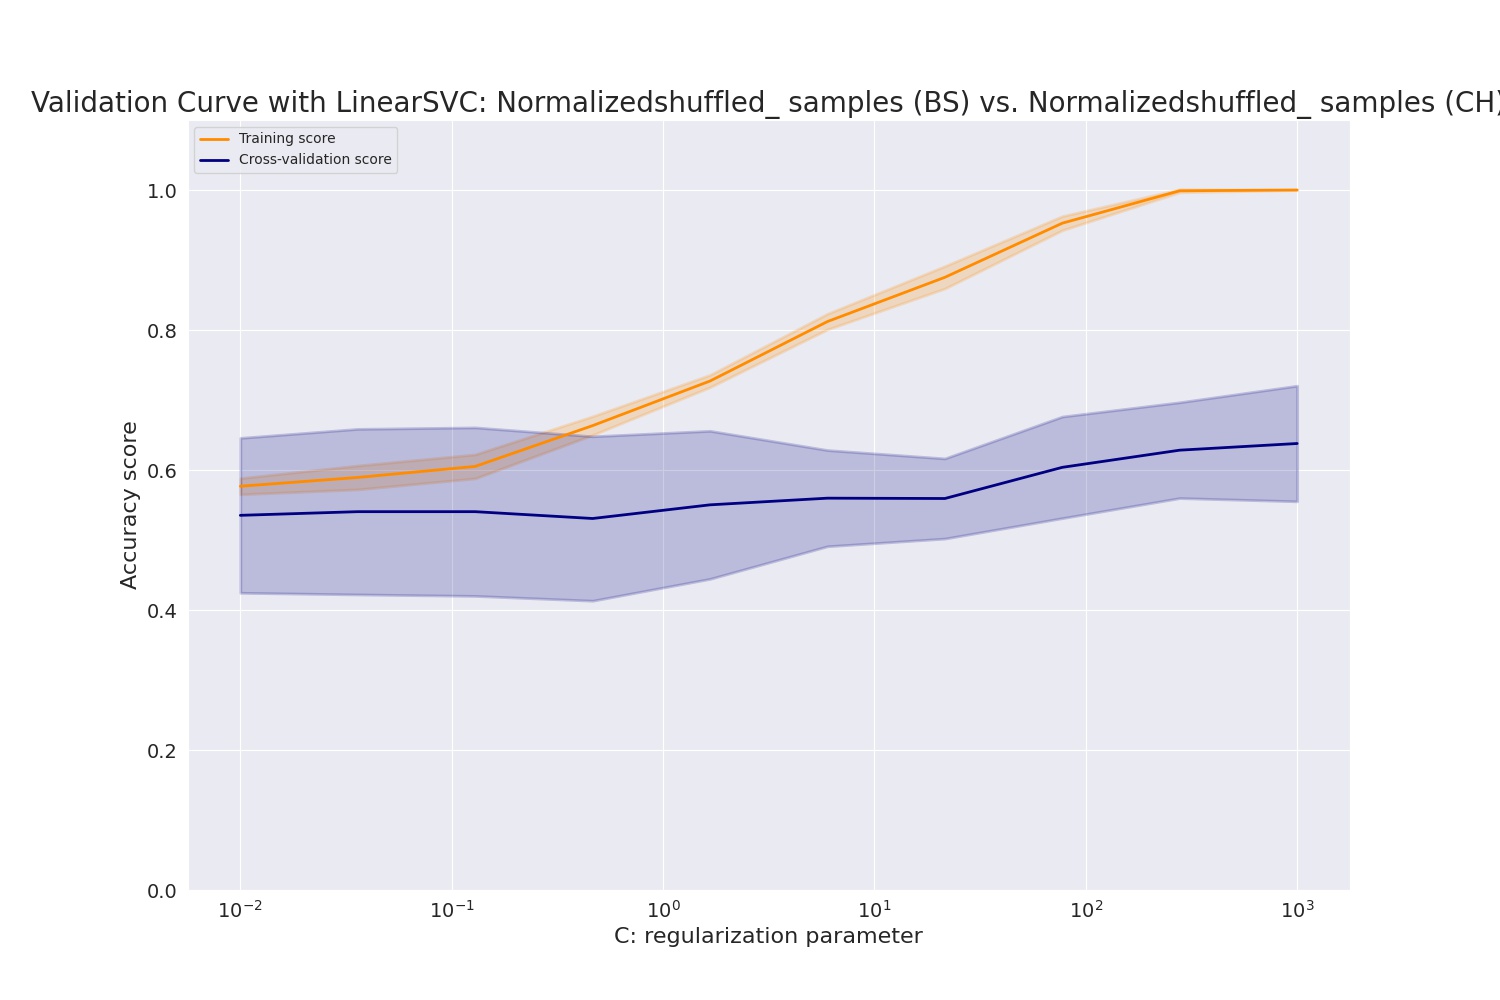 Validation Curve with LinearSVC: Normalizedshuffled_ samples (BS) vs. Normalizedshuffled_ samples (CH)
Training score
Cross-validation score
Accuracy score
1.0
0.8
0.6
0.4
0.2
0.0
10⁻² 10⁻¹ 10⁰ 10¹ 10² 10³
C: regularization parameter